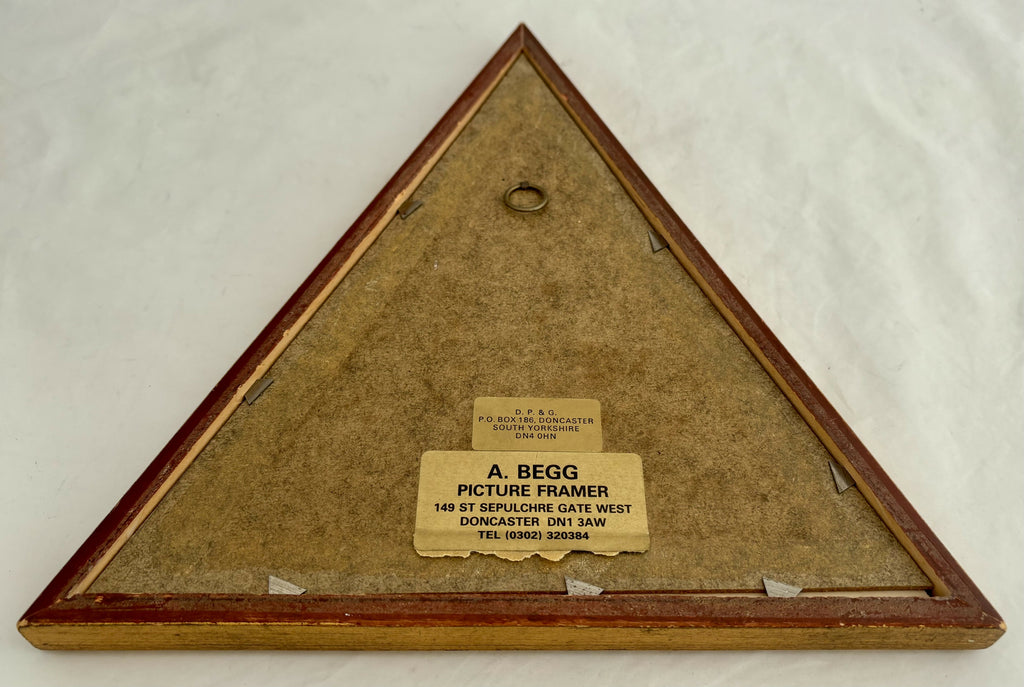 D. P. & G.
P.O. BOX 186, DONCASTER
SOUTH YORKSHIRE
DN4 0HN
A. BEGG
PICTURE FRAMER
149 ST SEPULCHRE GATE WEST
DONCASTER DN1 3AW
TEL (0302) 320384